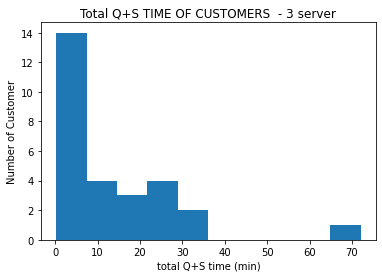 Total Q+S TIME OF CUSTOMERS  - 3 server
14
12
10
8
6
4
2
0
Number of Customer
0 10 20 30 40 50 60 70
total Q+S time (min)